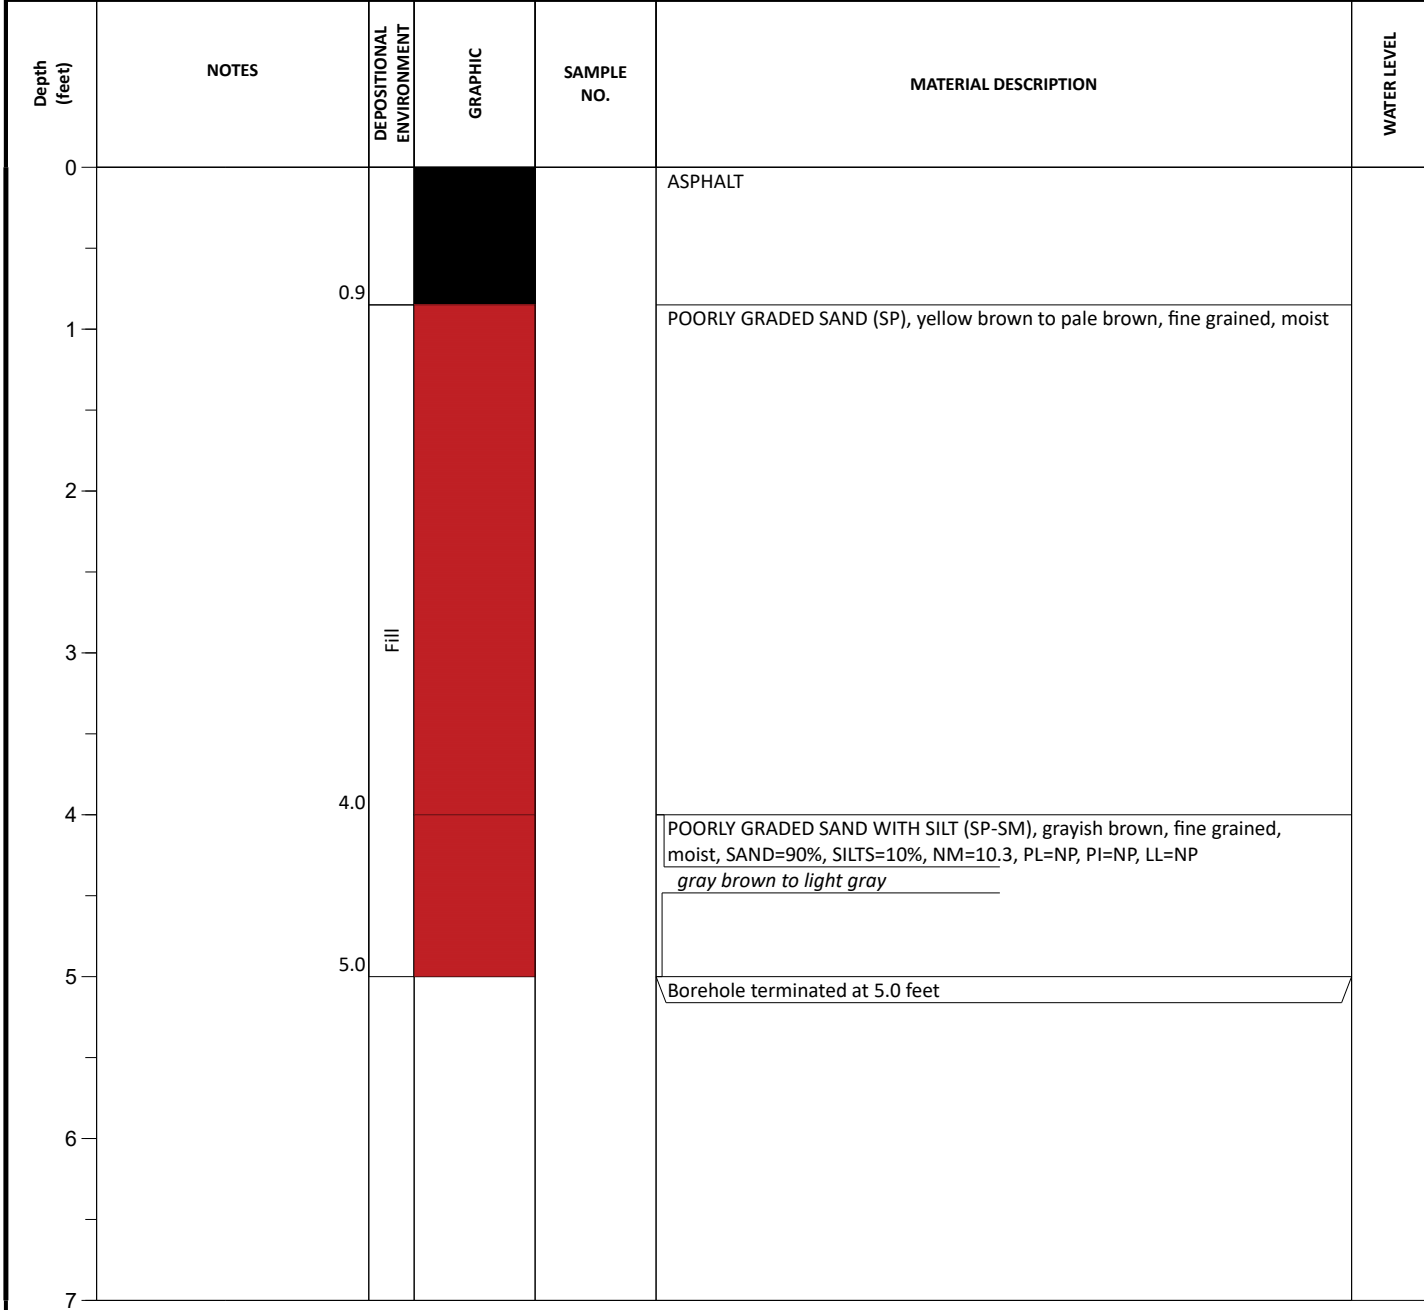 Depth
(feet)
NOTES
DEPOSITIONAL
ENVIRONMENT
GRAPHIC
SAMPLE
NO.
MATERIAL DESCRIPTION
WATER LEVEL
0
ASPHALT
0.9
POORLY GRADED SAND (SP), yellow brown to pale brown, fine grained, moist
1
2
Fill
3
4.0
4
POORLY GRADED SAND WITH SILT (SP-SM), grayish brown, fine grained,
moist, SAND=90%, SILTS=10%, NM=10.3, PL=NP, PI=NP, LL=NP
gray brown to light gray
5.0
5
Borehole terminated at 5.0 feet
6
7